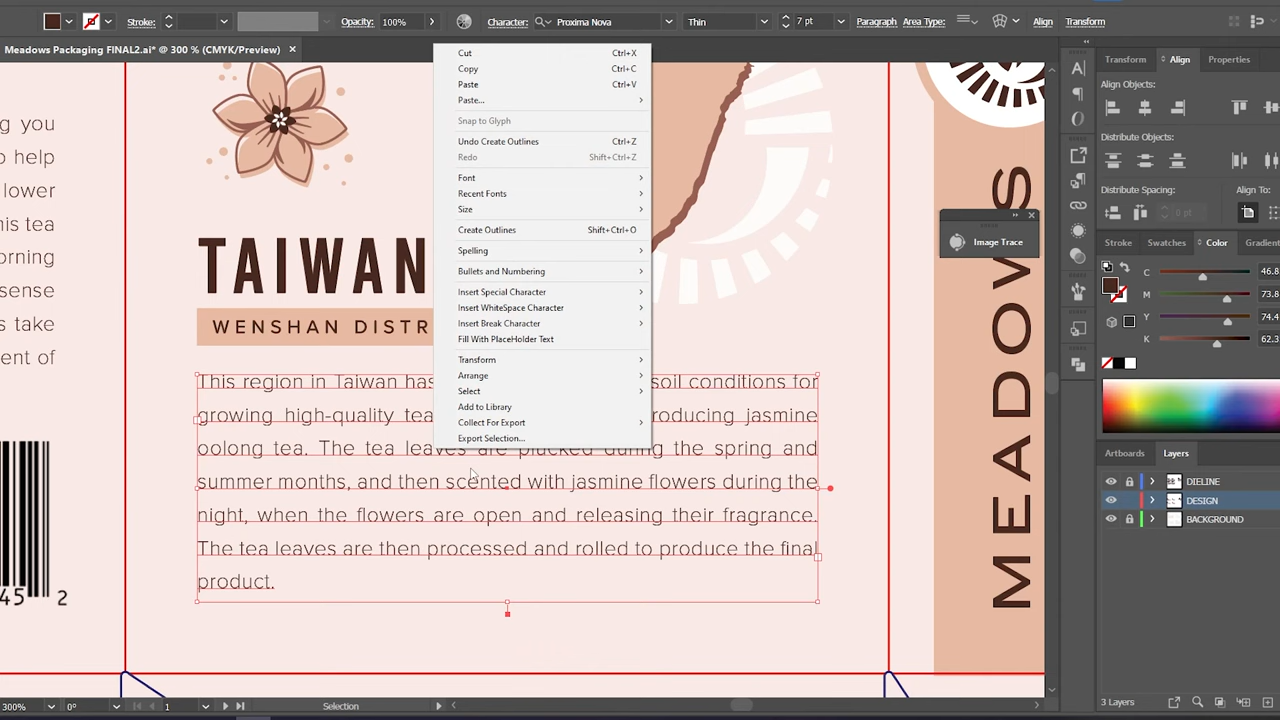 Stroke: Opacity: 100% Character: Proxima Nova Thin 7 pt Paragraph Area Type: Align Transform
Meadows Packaging FINAL2.ai* @ 300 % (CMYK/Preview)
Cut Ctrl+X
Copy Ctrl+C
Paste Ctrl+V
Paste...
Snap to Glyph
Undo Create Outlines Ctrl+Z
Redo Shift+Ctrl+Z
Font
Recent Fonts
Size
Create Outlines Shift+Ctrl+O
Spelling
Bullets and Numbering
Insert Special Character
Insert WhiteSpace Character
Insert Break Character
Fill With PlaceHolder Text
Transform
Arrange
Select
Add to Library
Collect For Export
Export Selection...
g you
o help
lower
his tea
orning
sense
s take
ent of
45 2
TAIWAN
WENSHAN DISTR
This region in Taiwan has soil conditions for
growing high-quality tea roducing jasmine
oolong tea. The tea leaves are plucked during the spring and
summer months, and then scented with jasmine flowers during the
night, when the flowers are open and releasing their fragrance.
The tea leaves are then processed and rolled to produce the final
product.
MEADOWS
Image Trace
Transform Align Properties
Align Objects:
Distribute Objects:
Distribute Spacing: Align To:
0 pt
Stroke Swatches Color Gradien
C 46.8
M 73.8
Y 74.4
K 62.3
Artboards Layers
DIELINE
DESIGN
BACKGROUND
3 Layers
300% 0° 1 Selection